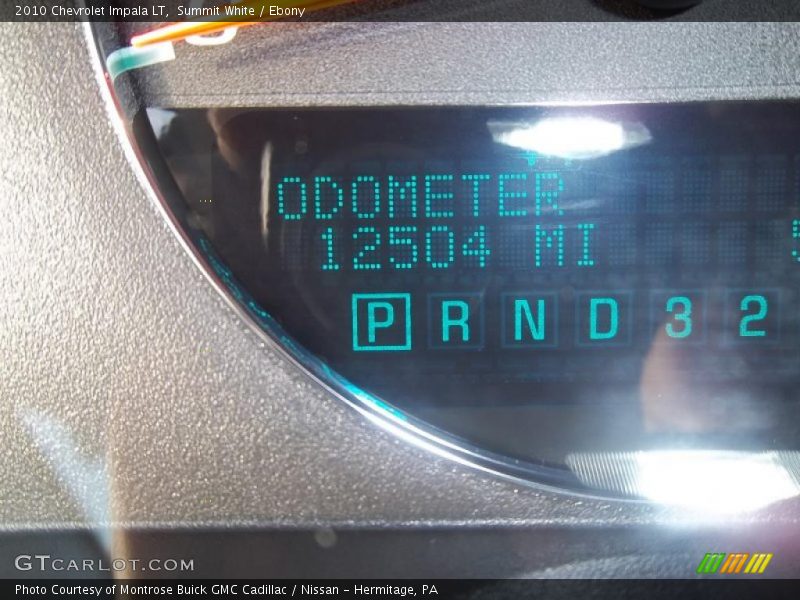 2010 Chevrolet Impala LT, Summit White / Ebony
ODOMETER
12504 MI
P R N D 3 2
GTCARLOT.COM
Photo Courtesy of Montrose Buick GMC Cadillac / Nissan - Hermitage, PA